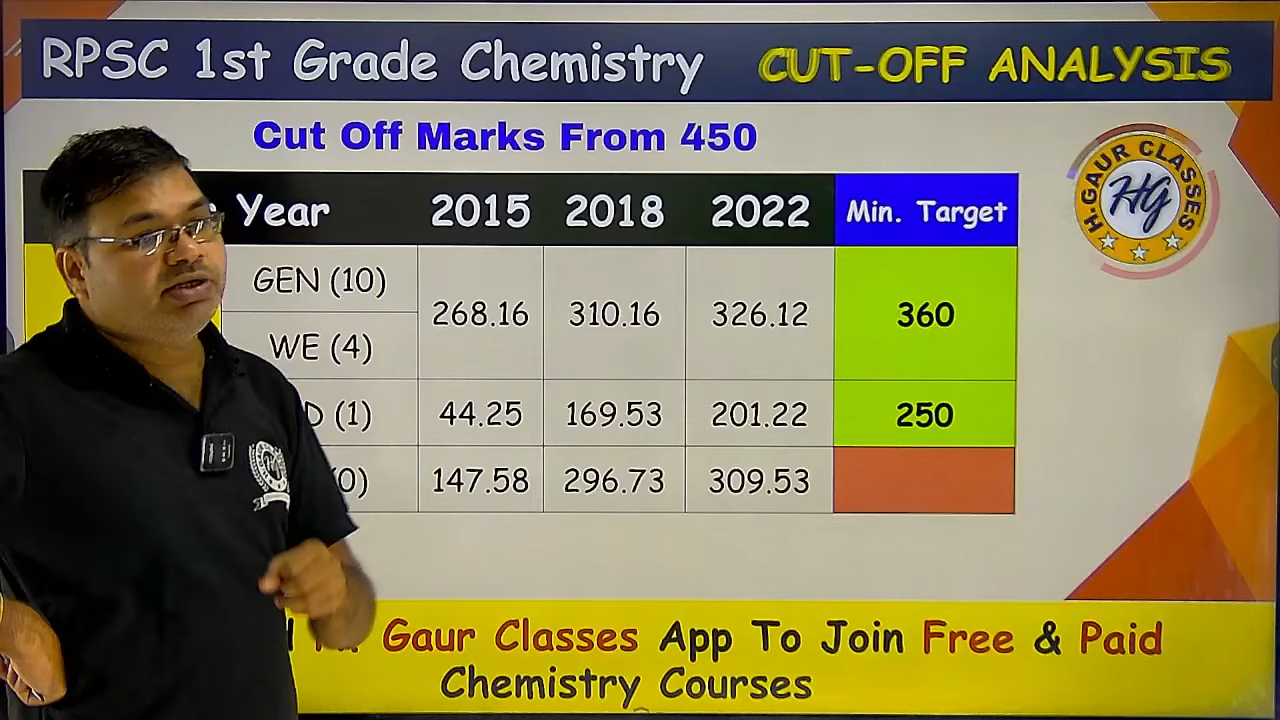 RPSC 1st Grade Chemistry CUT-OFF ANALYSIS
Cut Off Marks From 450
Year 2015 2018 2022 Min. Target
GEN (10) 268.16 310.16 326.12 360
WE (4)
(1) 44.25 169.53 201.22 250
147.58 296.73 309.53
H-GAUR CLASSES
HG
Gaur Classes App To Join Free & Paid
Chemistry Courses